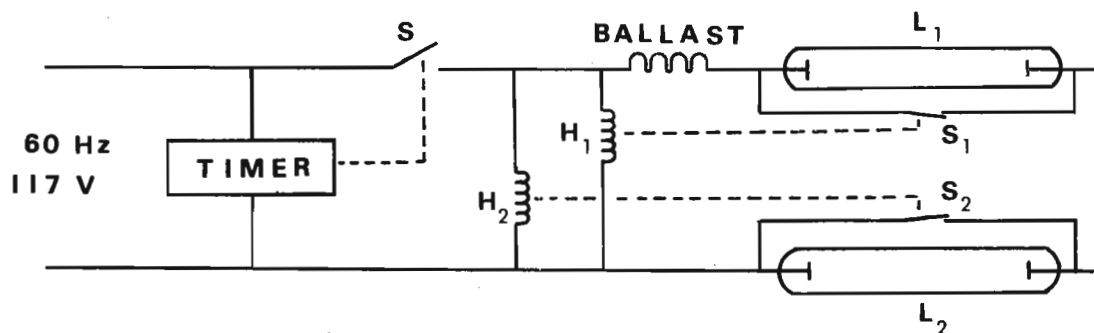 S
BALLAST
L1
60 Hz
117 V
TIMER
H1
S1
H2
S2
L2